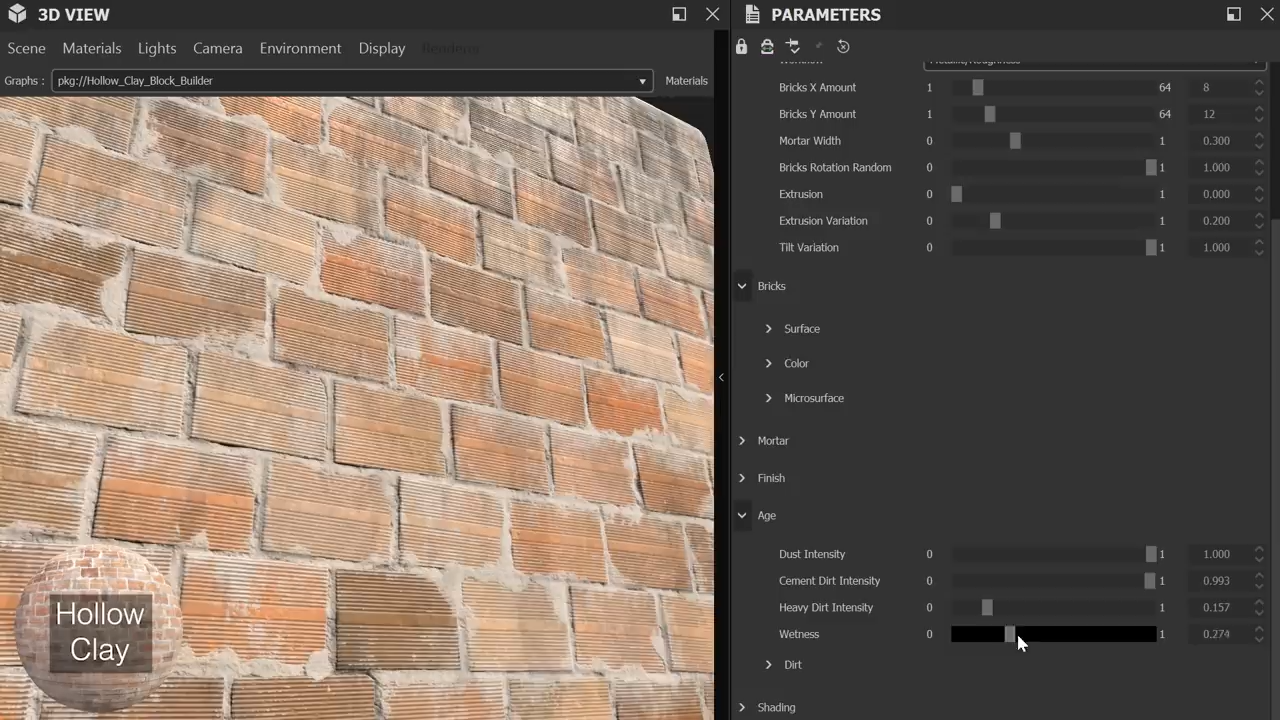 3D VIEW
PARAMETERS
Scene Materials Lights Camera Environment Display Renderer
Graphs : pkg://Hollow_Clay_Block_Builder Materials
Bricks X Amount 1 64 8
Bricks Y Amount 1 64 12
Mortar Width 0 1 0.300
Bricks Rotation Random 0 1 1.000
Extrusion 0 1 0.000
Extrusion Variation 0 1 0.200
Tilt Variation 0 1 1.000
Bricks
Surface
Color
Microsurface
Mortar
Finish
Age
Dust Intensity 0 1 1.000
Cement Dirt Intensity 0 1 0.993
Heavy Dirt Intensity 0 1 0.157
Wetness 0 1 0.274
Dirt
Shading
Hollow
Clay